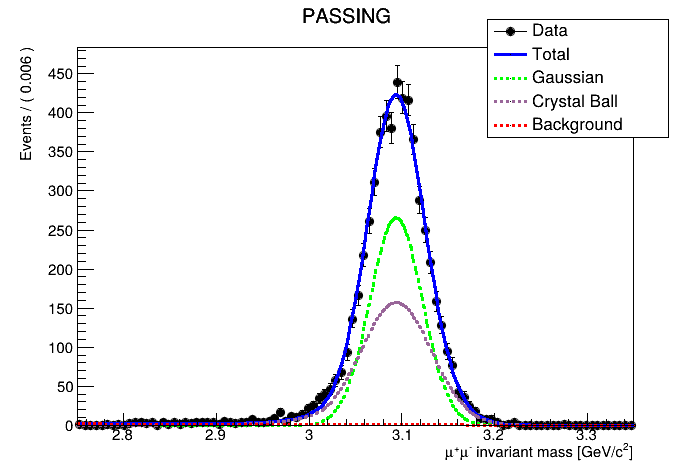 PASSING
Data
Total
Gaussian
Crystal Ball
Background
Events / ( 0.006 )
450
400
350
300
250
200
150
100
50
0
2.8 2.9 3 3.1 3.2 3.3
μ⁺μ⁻ invariant mass [GeV/c²]